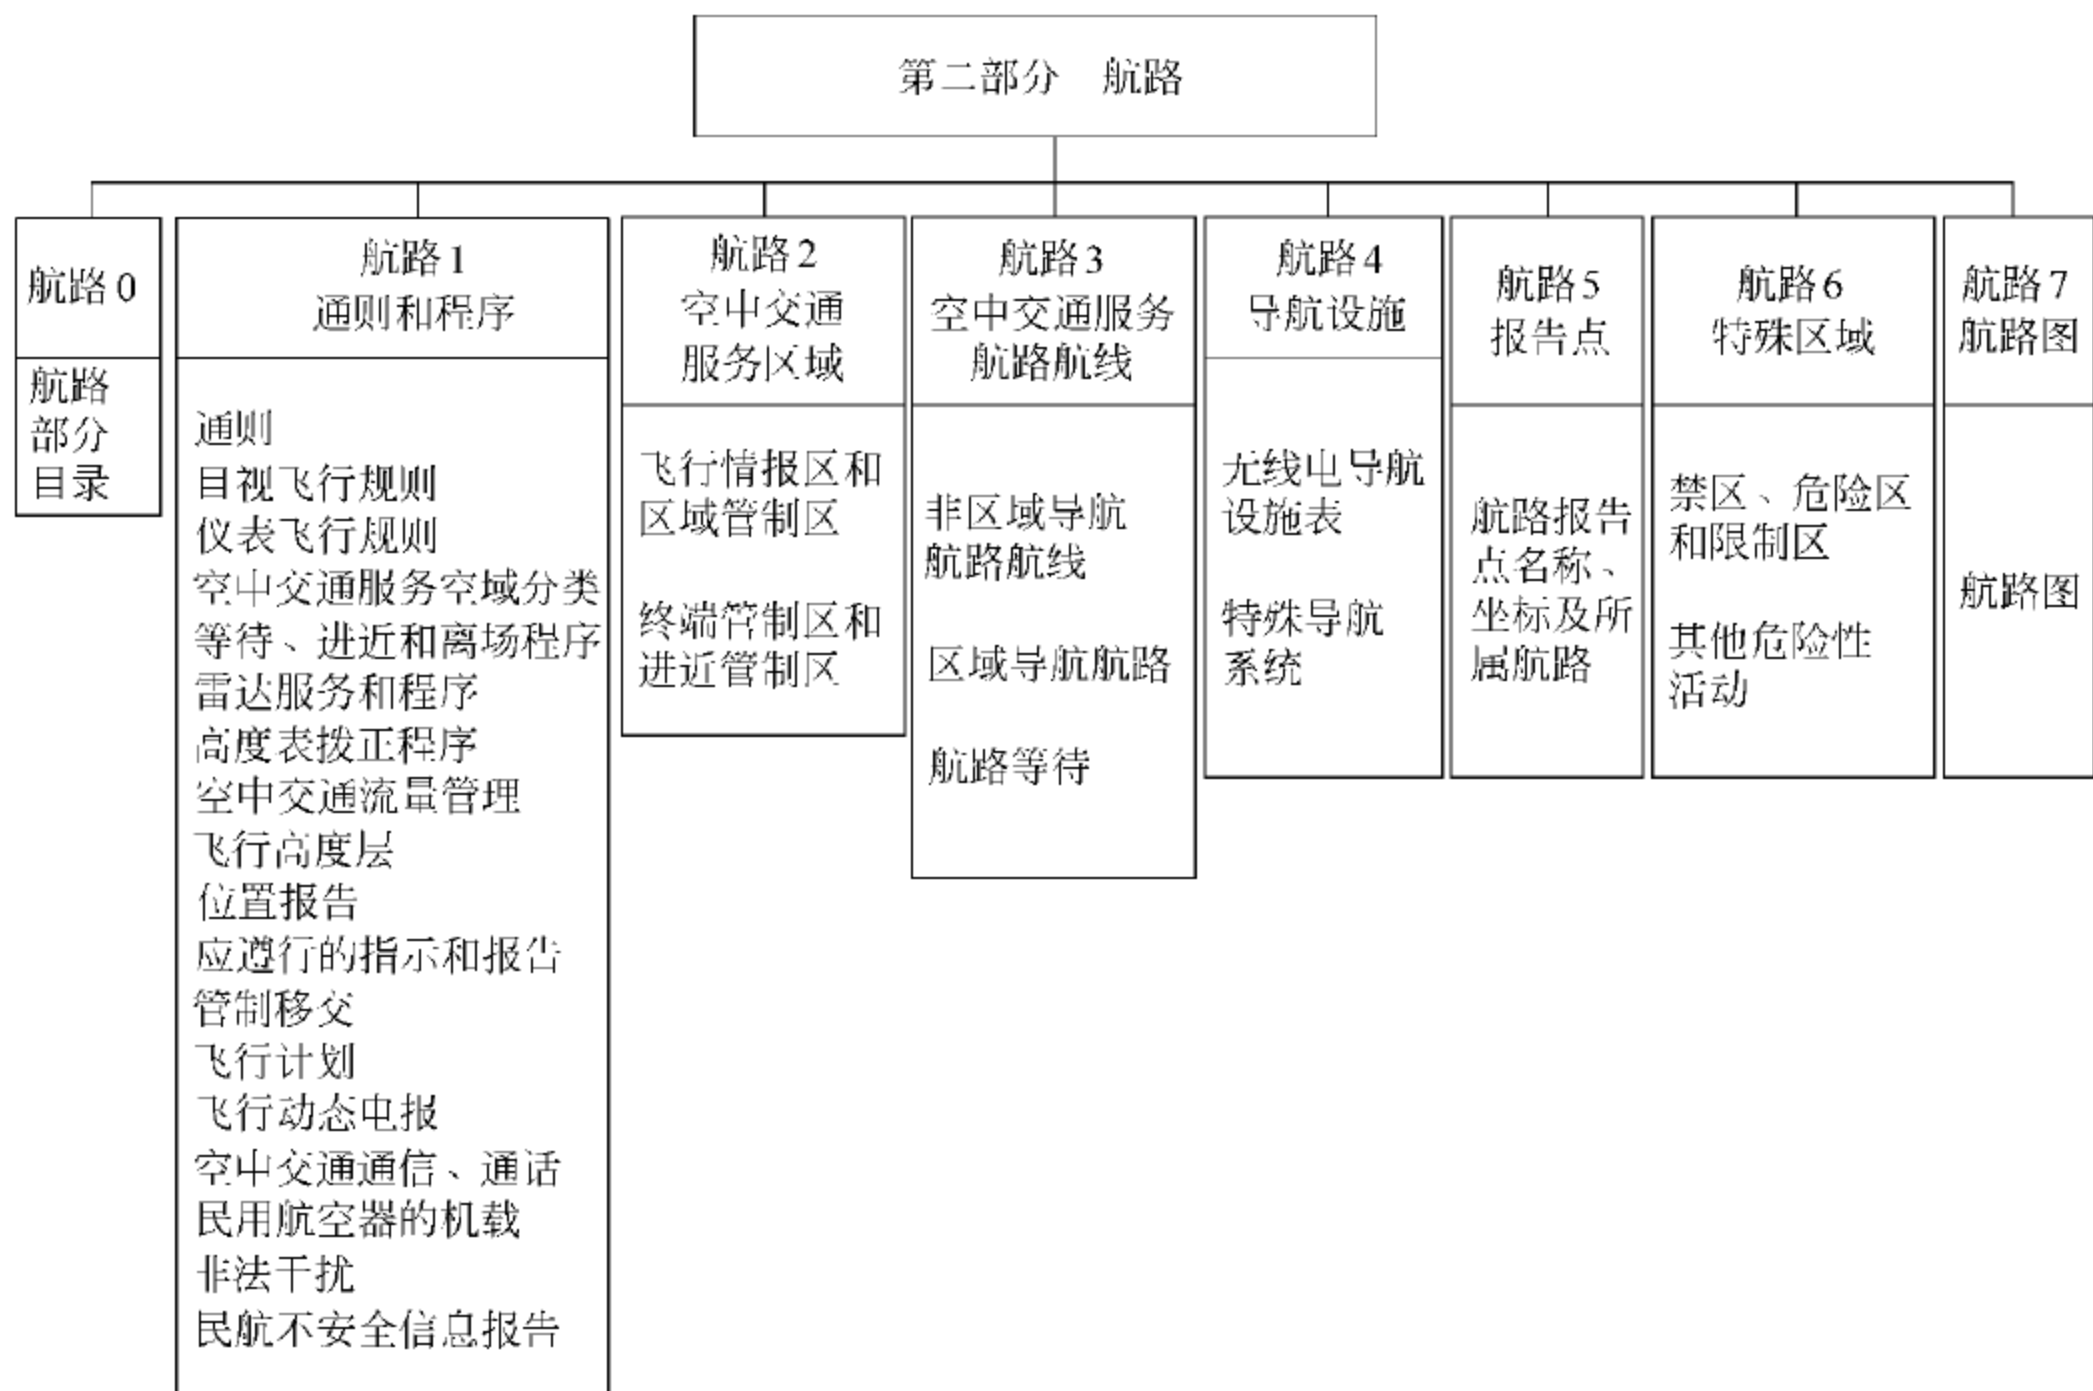 第二部分 航路
航路0
航路
部分
目录
航路1
通则和程序
通则
目视飞行规则
仪表飞行规则
空中交通服务空域分类
等待、进近和离场程序
雷达服务和程序
高度表拨正程序
空中交通流量管理
飞行高度层
位置报告
应遵行的指示和报告
管制移交
飞行计划
飞行动态电报
空中交通通信、通话
民用航空器的机载
非法干扰
民航不安全信息报告
航路2
空中交通
服务区域
飞行情报区和
区域管制区
终端管制区和
进近管制区
航路3
空中交通服务
航路航线
非区域导航
航路航线
区域导航航路
航路等待
航路4
导航设施
无线电导航
设施表
特殊导航
系统
航路5
报告点
航路报告
点名称、
坐标及所
属航路
航路6
特殊区域
禁区、危险区
和限制区
其他危险性
活动
航路7
航路图
航路图